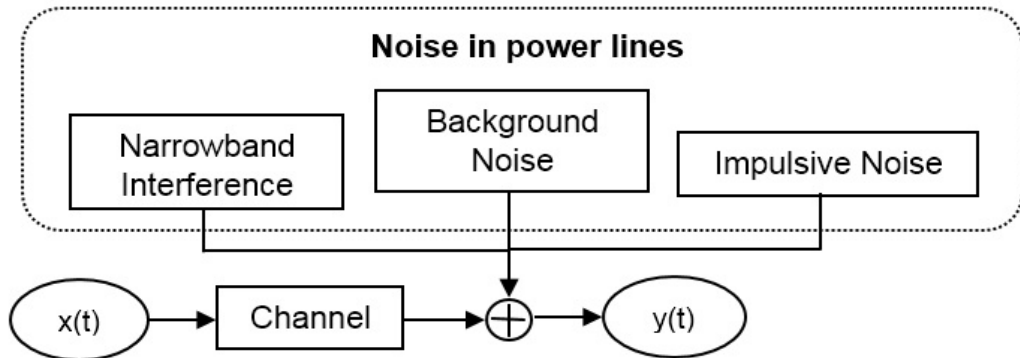 Noise in power lines
Narrowband
Interference
Background
Noise
Impulsive Noise
x(t)
Channel
y(t)